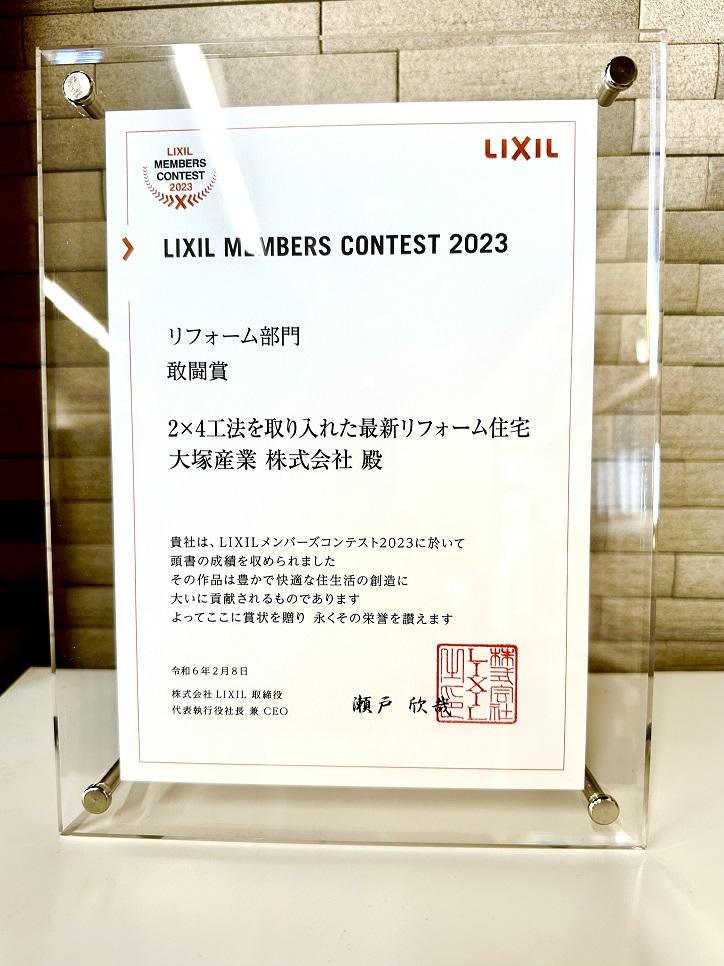 LIXIL
MEMBERS
CONTEST
2023
LIXIL
LIXIL MEMBERS CONTEST 2023
リフォーム部門
敢闘賞
2×4工法を取り入れた最新リフォーム住宅
大塚産業 株式会社 殿
貴社は、LIXILメンバーズコンテスト2023に於いて
頭書の成績を収められました
その作品は豊かで快適な住生活の創造に
大いに貢献されるものであります
よってここに賞状を贈り 永くその栄誉を讃えます
令和6年2月8日
株式会社 LIXIL 取締役
代表執行役社長 兼 CEO
瀬戸 欣哉
株式会社
LIXIL
之印